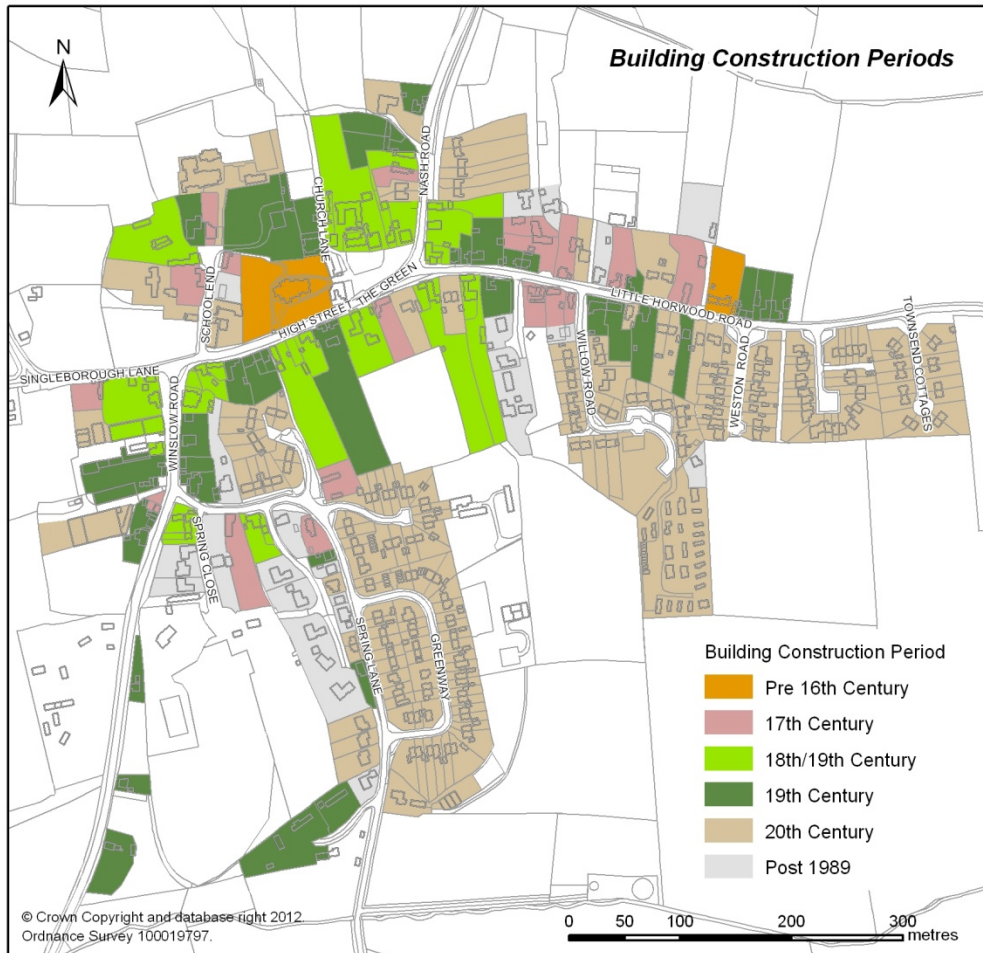 Building Construction Periods
N
NASH ROAD
CHURCH LANE
SCHOOL END
HIGH STREET THE GREEN
LITTLE HORWOOD ROAD
TOWNSEND COTTAGES
SINGLEBOROUGH LANE
WINSLOW ROAD
WILLOW ROAD
WESTON ROAD
SPRING CLOSE
SPRING LANE
GREENWAY
Building Construction Period
Pre 16th Century
17th Century
18th/19th Century
19th Century
20th Century
Post 1989
© Crown Copyright and database right 2012.
Ordnance Survey 100019797.
0 50 100 200 300
metres